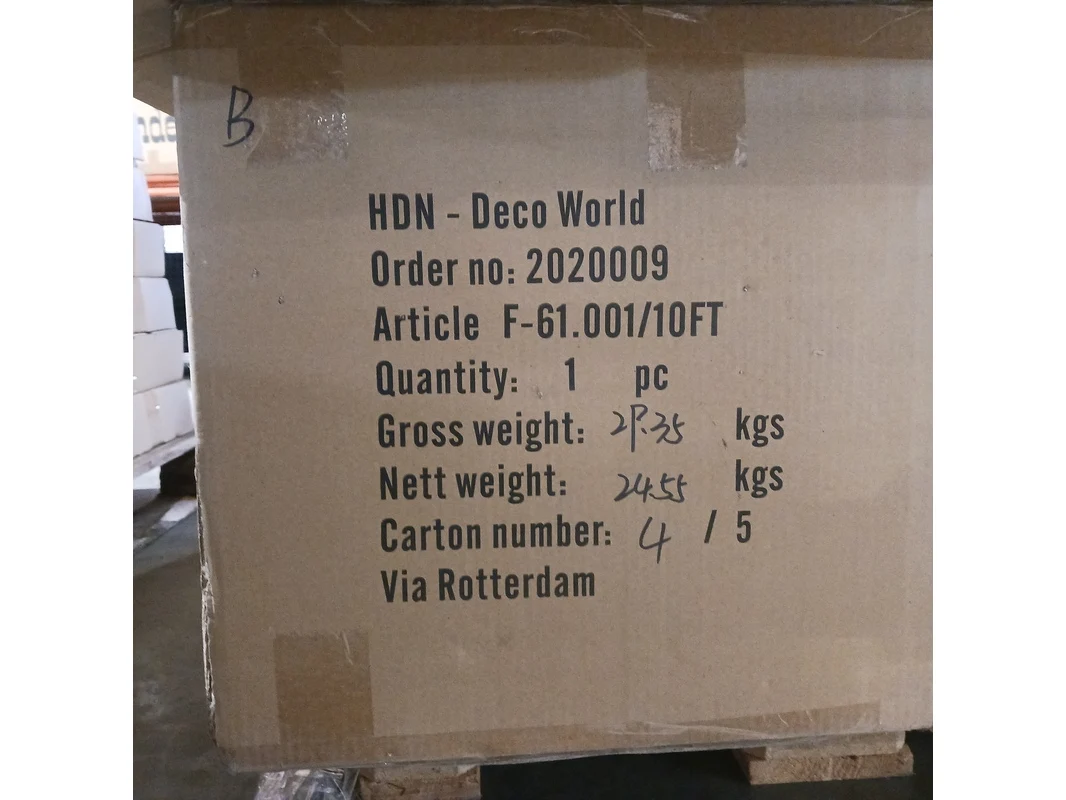 B
HDN - Deco World
Order no: 2020009
Article F-61.001/10FT
Quantity: 1 pc
Gross weight: kgs
Nett weight: 24.55 kgs
Carton number: 4 / 5
Via Rotterdam